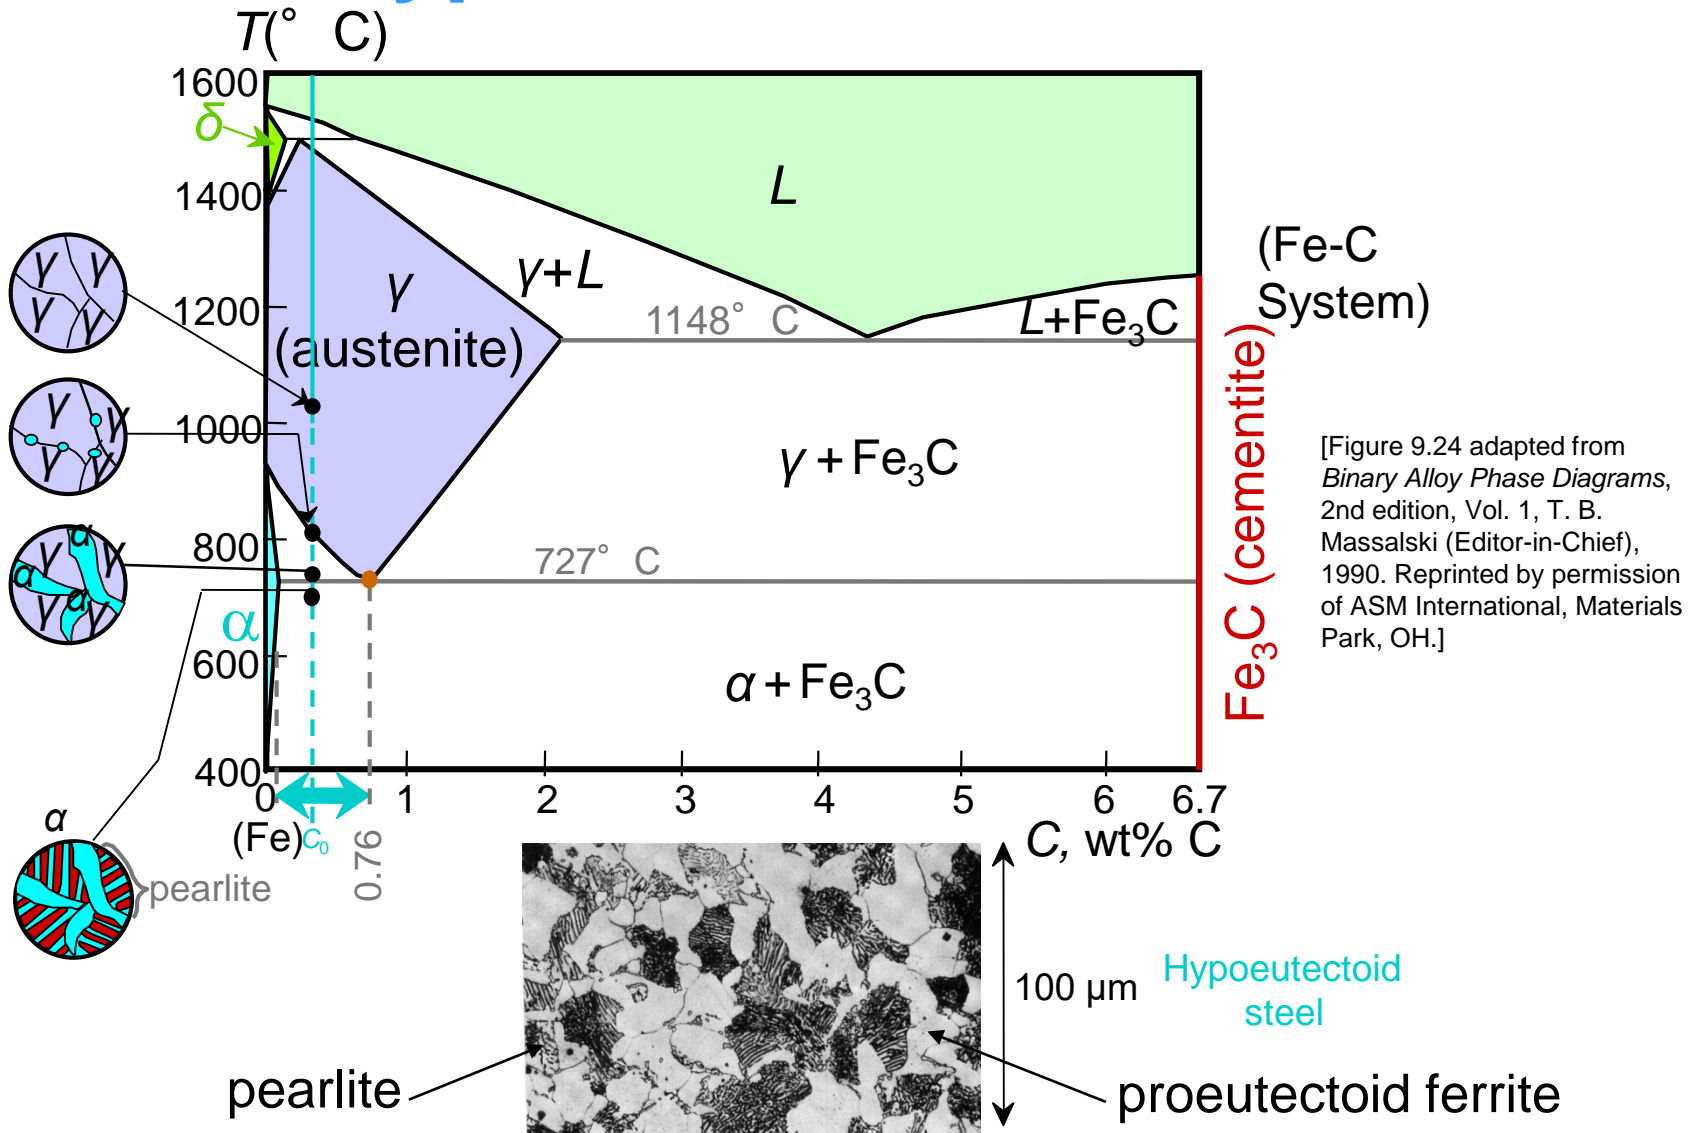 T(° C)
1600
δ
1400
L
γ γ
γ γ
γ+L
(Fe-C
System)
γ
1200
1148° C
L+Fe₃C
(austenite)
γ γ
γ γ
1000
γ + Fe₃C
Fe₃C (cementite)
[Figure 9.24 adapted from
Binary Alloy Phase Diagrams,
2nd edition, Vol. 1, T. B.
Massalski (Editor-in-Chief),
1990. Reprinted by permission
of ASM International, Materials
Park, OH.]
α
γ γ
α
α
γ γ
800
727° C
α
600
α + Fe₃C
400
0 1 2 3 4 5 6 6.7
(Fe) C₀ 0.76 C, wt% C
α
pearlite
100 μm
Hypoeutectoid
steel
pearlite
proeutectoid ferrite